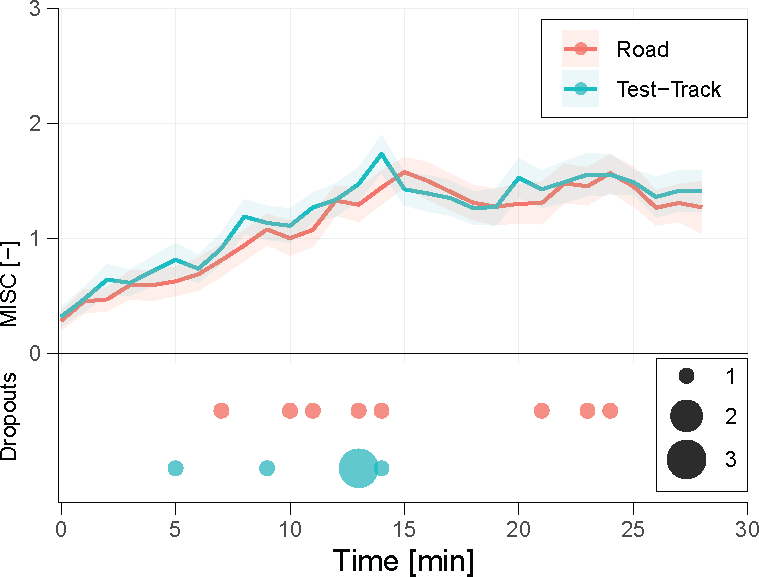 3
2
1
0
MISC [−]
Road
Test−Track
Dropouts
1
2
3
0
5
10
15
20
25
30
Time [min]